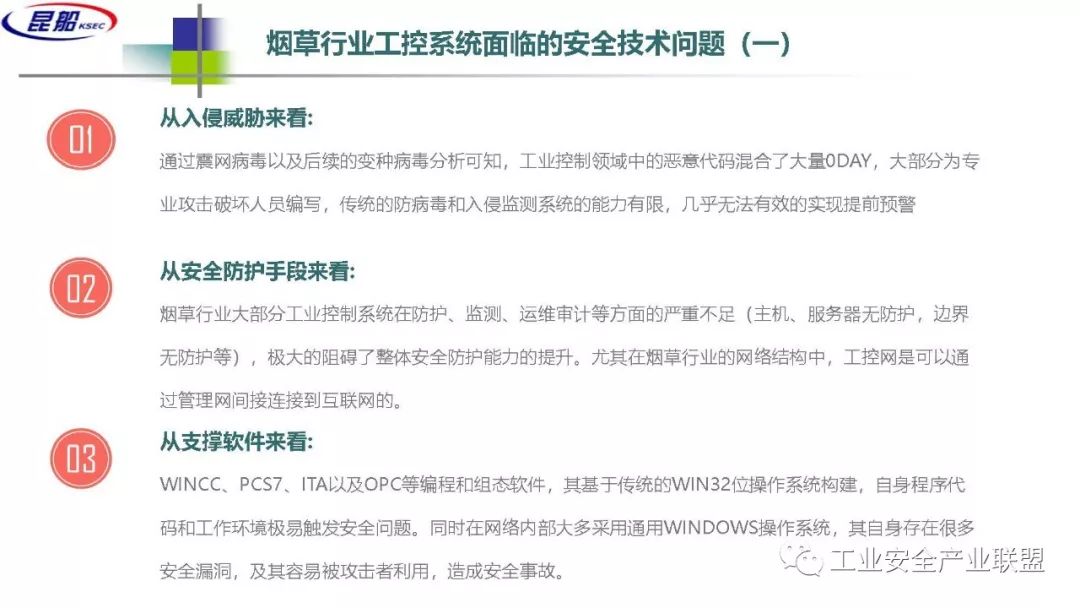 昆船 KSEC
烟草行业工控系统面临的安全技术问题（一）
01
从入侵威胁来看:
通过震网病毒以及后续的变种病毒分析可知，工业控制领域中的恶意代码混合了大量0DAY，大部分为专
业攻击破坏人员编写，传统的防病毒和入侵监测系统的能力有限，几乎无法有效的实现提前预警
02
从安全防护手段来看:
烟草行业大部分工业控制系统在防护、监测、运维审计等方面的严重不足（主机、服务器无防护，边界
无防护等），极大的阻碍了整体安全防护能力的提升。尤其在烟草行业的网络结构中，工控网是可以通
过管理网间接连接到互联网的。
03
从支撑软件来看:
WINCC、PCS7、ITA以及OPC等编程和组态软件，其基于传统的WIN32位操作系统构建，自身程序代
码和工作环境极易触发安全问题。同时在网络内部大多采用通用WINDOWS操作系统，其自身存在很多
安全漏洞，及其容易被攻击者利用，造成安全事故。
工业安全产业联盟